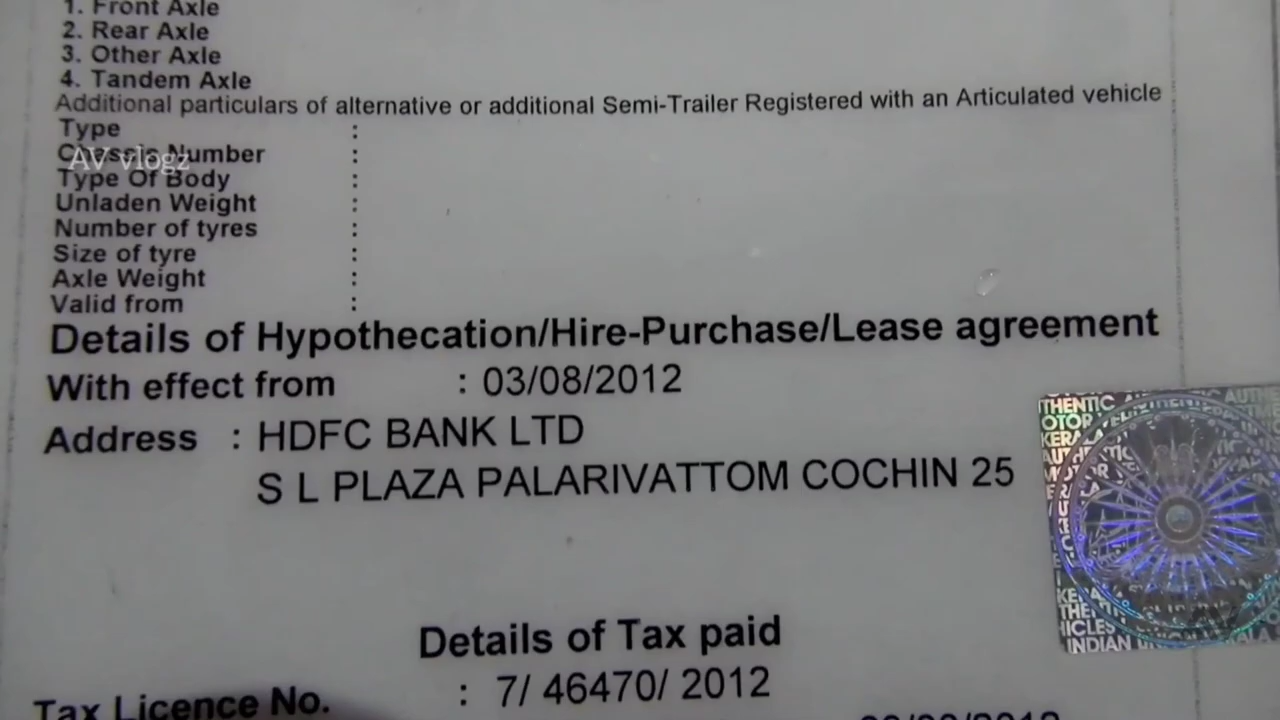 1. Front Axle
2. Rear Axle
3. Other Axle
4. Tandem Axle
Additional particulars of alternative or additional Semi-Trailer Registered with an Articulated vehicle
Type :
Chassis Number :
AV vlogz
Type Of Body :
Unladen Weight :
Number of tyres :
Size of tyre :
Axle Weight :
Valid from :
Details of Hypothecation/Hire-Purchase/Lease agreement
With effect from : 03/08/2012
Address : HDFC BANK LTD
S L PLAZA PALARIVATTOM COCHIN 25
Details of Tax paid
Tax Licence No. : 7/ 46470/ 2012
INDIAN